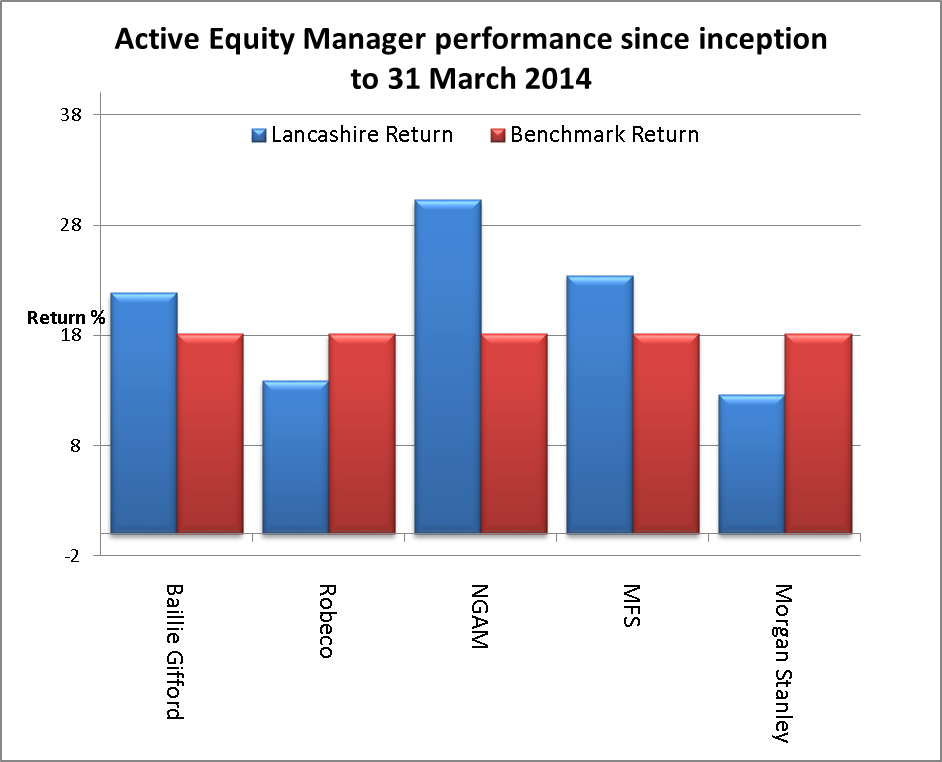 Active Equity Manager performance since inception
to 31 March 2014
38
Lancashire Return
Benchmark Return
28
Return %
18
8
-2
Baillie Gifford
Robeco
NGAM
MFS
Morgan Stanley